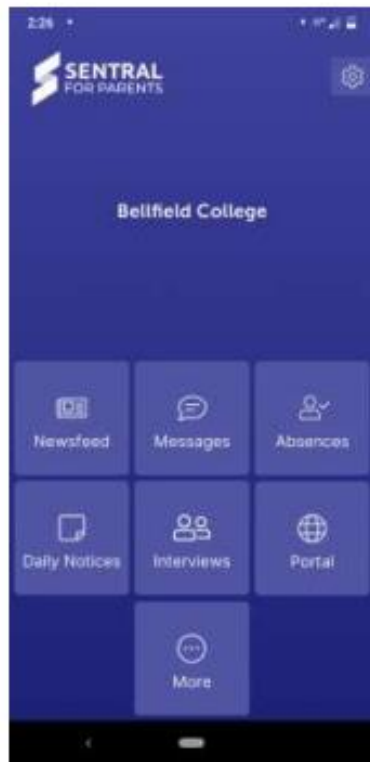 2:26
SENTRAL
FOR PARENTS
Bellfield College
Newsfeed
Messages
Absences
Daily Notices
Interviews
Portal
More